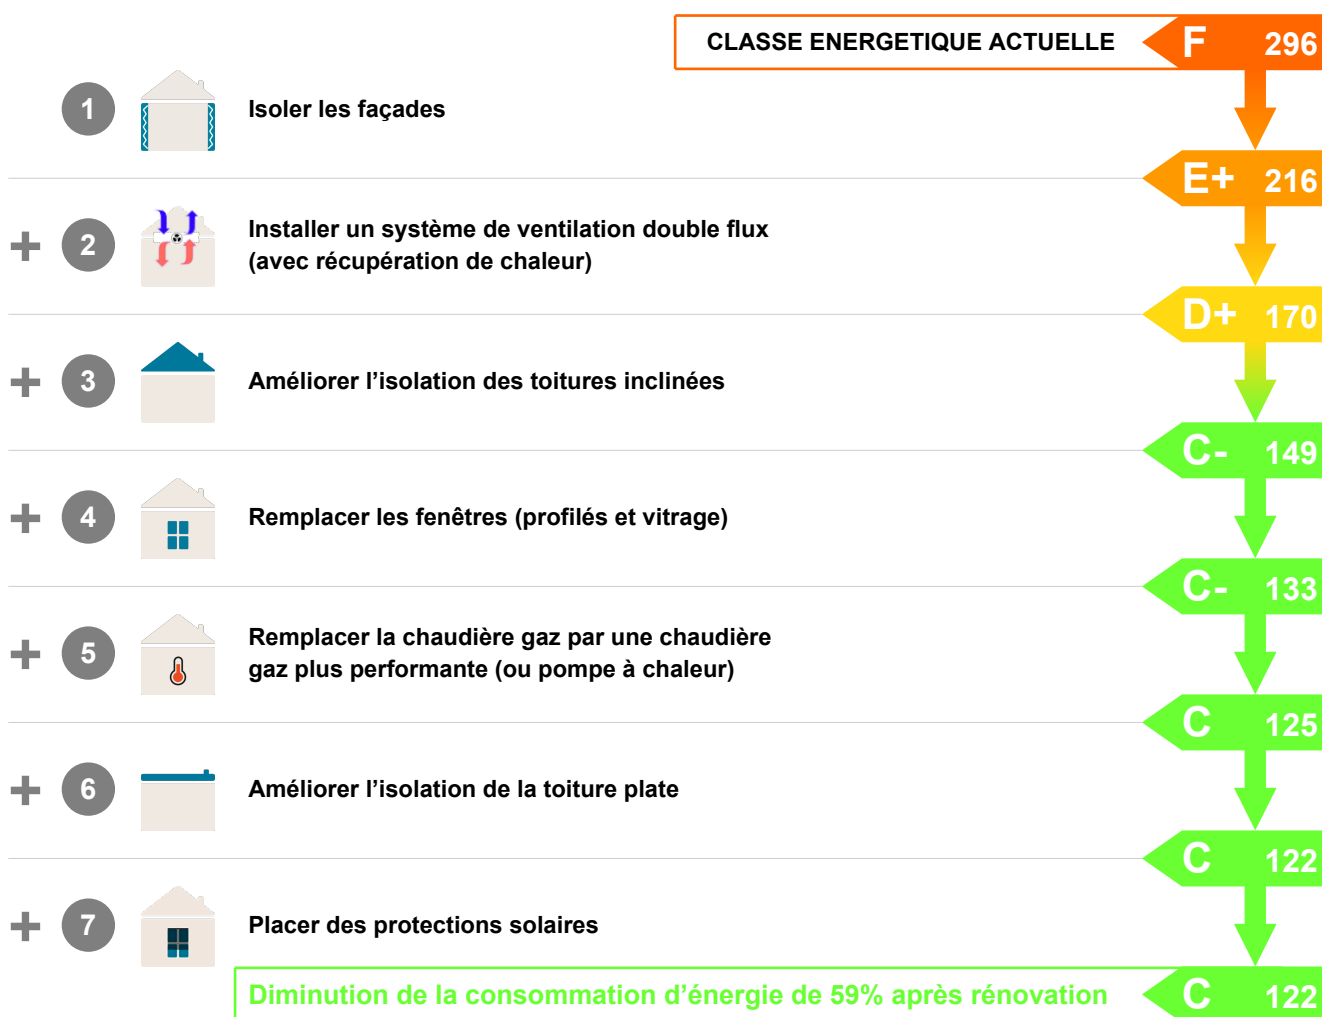 CLASSE ENERGETIQUE ACTUELLE F 296
1 Isoler les façades
E+ 216
+ 2 Installer un système de ventilation double flux
(avec récupération de chaleur)
D+ 170
+ 3 Améliorer l’isolation des toitures inclinées
C- 149
+ 4 Remplacer les fenêtres (profilés et vitrage)
C- 133
+ 5 Remplacer la chaudière gaz par une chaudière
gaz plus performante (ou pompe à chaleur)
C 125
+ 6 Améliorer l’isolation de la toiture plate
C 122
+ 7 Placer des protections solaires
Diminution de la consommation d’énergie de 59% après rénovation C 122